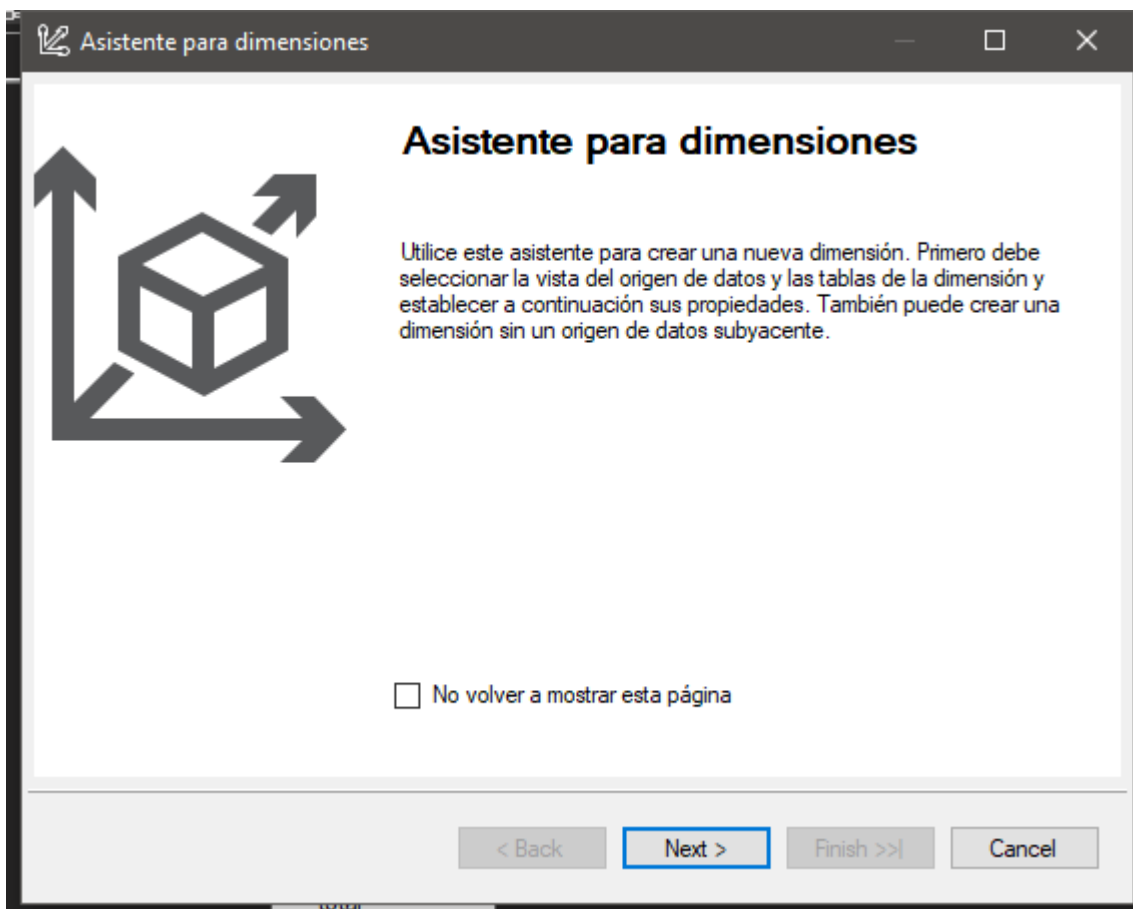 Asistente para dimensiones
Asistente para dimensiones
Utilice este asistente para crear una nueva dimensión. Primero debe
seleccionar la vista del origen de datos y las tablas de la dimensión y
establecer a continuación sus propiedades. También puede crear una
dimensión sin un origen de datos subyacente.
No volver a mostrar esta página
< Back Next > Finish >>| Cancel